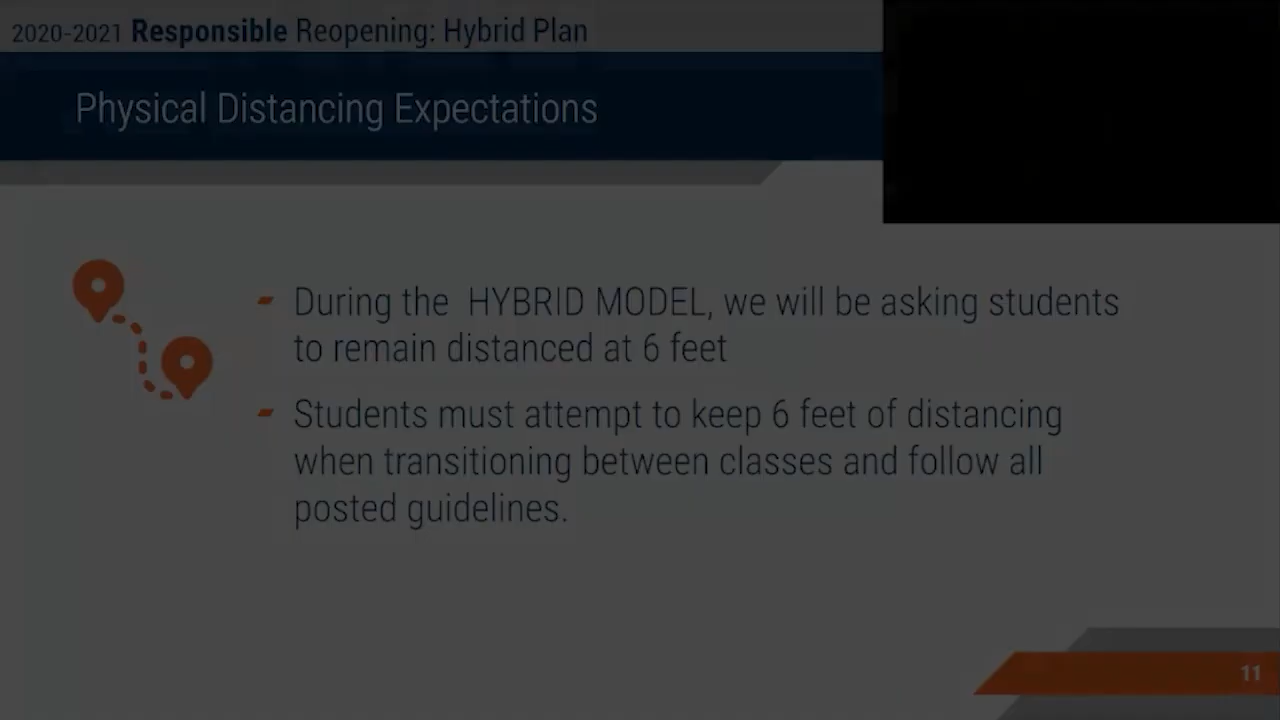 2020-2021 Responsible Reopening: Hybrid Plan
Physical Distancing Expectations
During the HYBRID MODEL, we will be asking students
to remain distanced at 6 feet
Students must attempt to keep 6 feet of distancing
when transitioning between classes and follow all
posted guidelines.
11